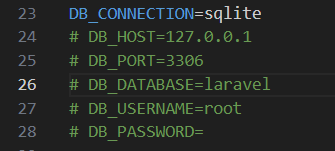 23 DB_CONNECTION=sqlite
24 # DB_HOST=127.0.0.1
25 # DB_PORT=3306
26 # DB_DATABASE=laravel
27 # DB_USERNAME=root
28 # DB_PASSWORD=